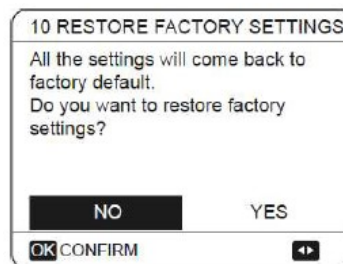 10 RESTORE FACTORY SETTINGS
All the settings will come back to
factory default.
Do you want to restore factory
settings?
NO YES
OK CONFIRM